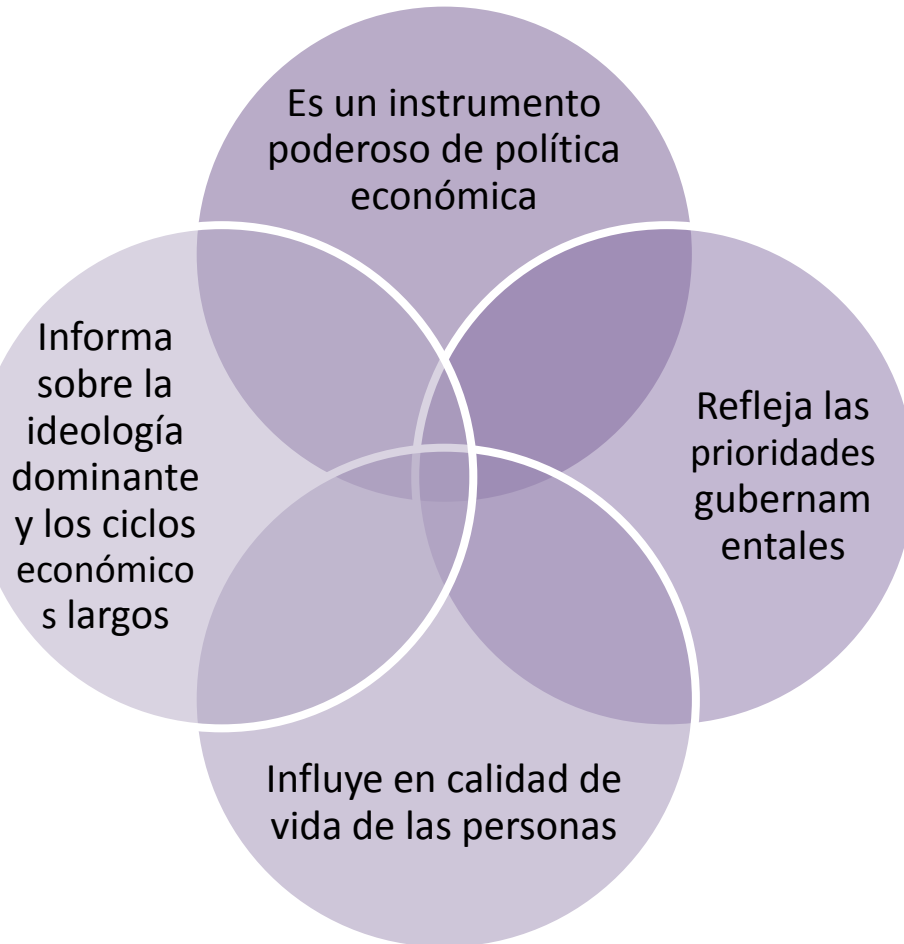 Es un instrumento
poderoso de política
económica
Informa
sobre la
ideología
dominante
y los ciclos
económico
s largos
Refleja las
prioridades
gubernam
entales
Influye en calidad de
vida de las personas